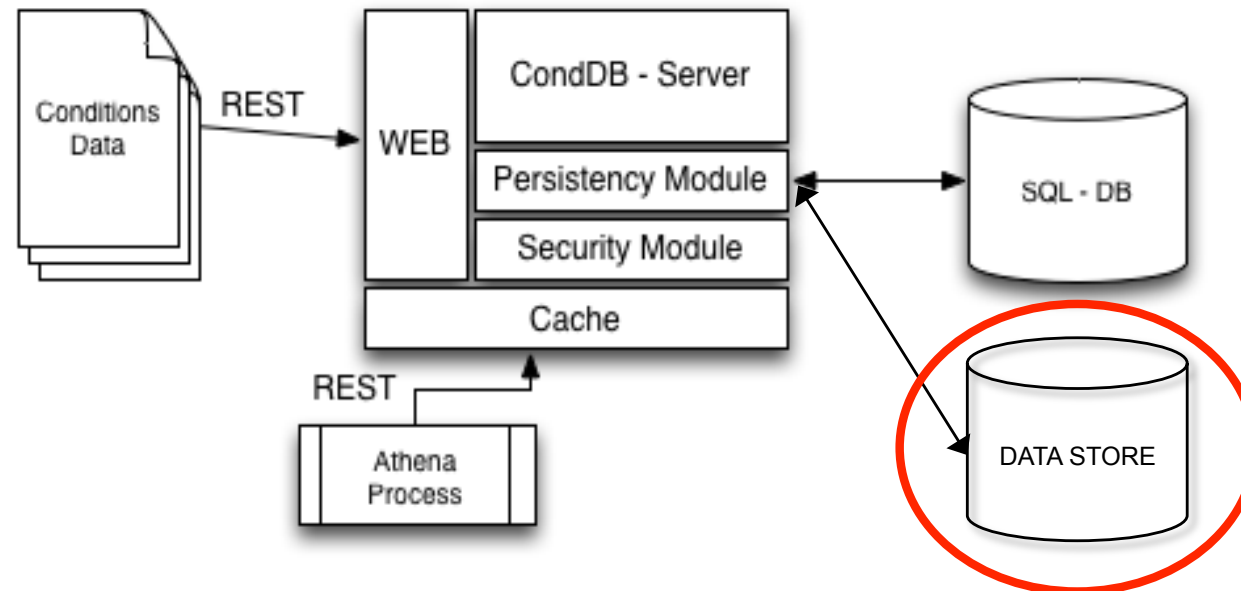 Conditions
Data
REST
WEB
CondDB - Server
Persistency Module
Security Module
Cache
SQL - DB
REST
Athena
Process
DATA STORE